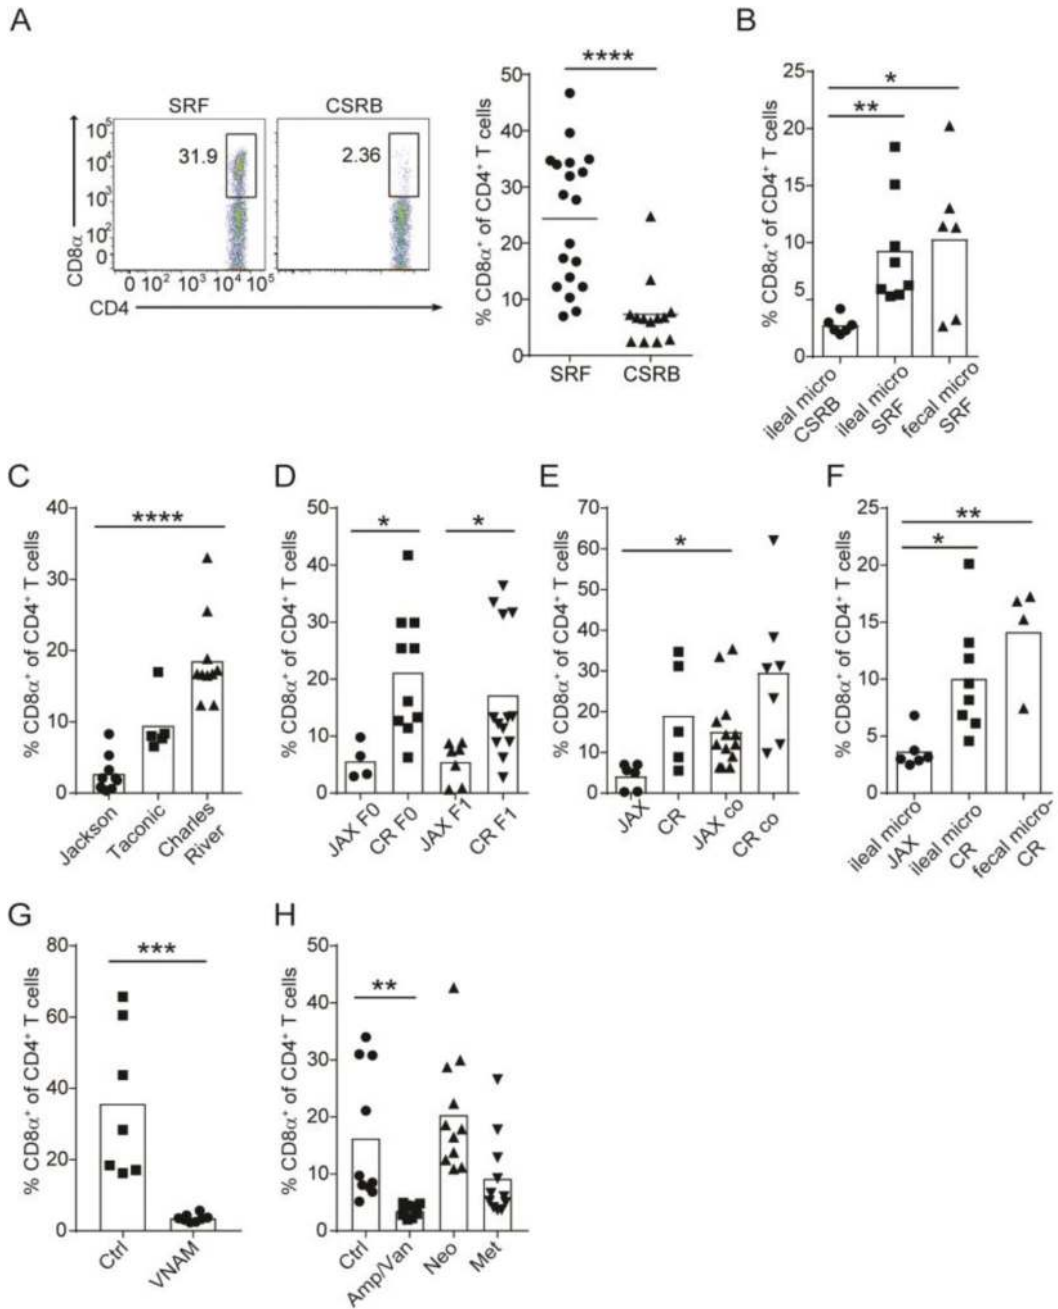 A
SRF
CSRB
31.9
2.36
10⁵
10⁴
10³
10²
0
0 10² 10³ 10⁴ 10⁵
CD8α
CD4
****
% CD8α⁺ of CD4⁺ T cells
50
40
30
20
10
0
SRF
CSRB
B
*
**
% CD8α⁺ of CD4⁺ T cells
25
20
15
10
5
0
ileal micro
CSRB
ileal micro
SRF
fecal micro
SRF
C
****
% CD8α⁺ of CD4⁺ T cells
40
30
20
10
0
Jackson
Taconic
Charles
River
D
*
*
% CD8α⁺ of CD4⁺ T cells
50
40
30
20
10
0
JAX F0
CR F0
JAX F1
CR F1
E
*
% CD8α⁺ of CD4⁺ T cells
70
60
50
40
30
20
10
0
JAX
CR
JAX co
CR co
F
**
*
% CD8α⁺ of CD4⁺ T cells
25
20
15
10
5
0
ileal micro
JAX
ileal micro
CR
fecal micro-
CR
G
***
% CD8α⁺ of CD4⁺ T cells
80
60
40
20
0
Ctrl
VNAM
H
**
% CD8α⁺ of CD4⁺ T cells
50
40
30
20
10
0
Ctrl
Amp/Van
Neo
Met